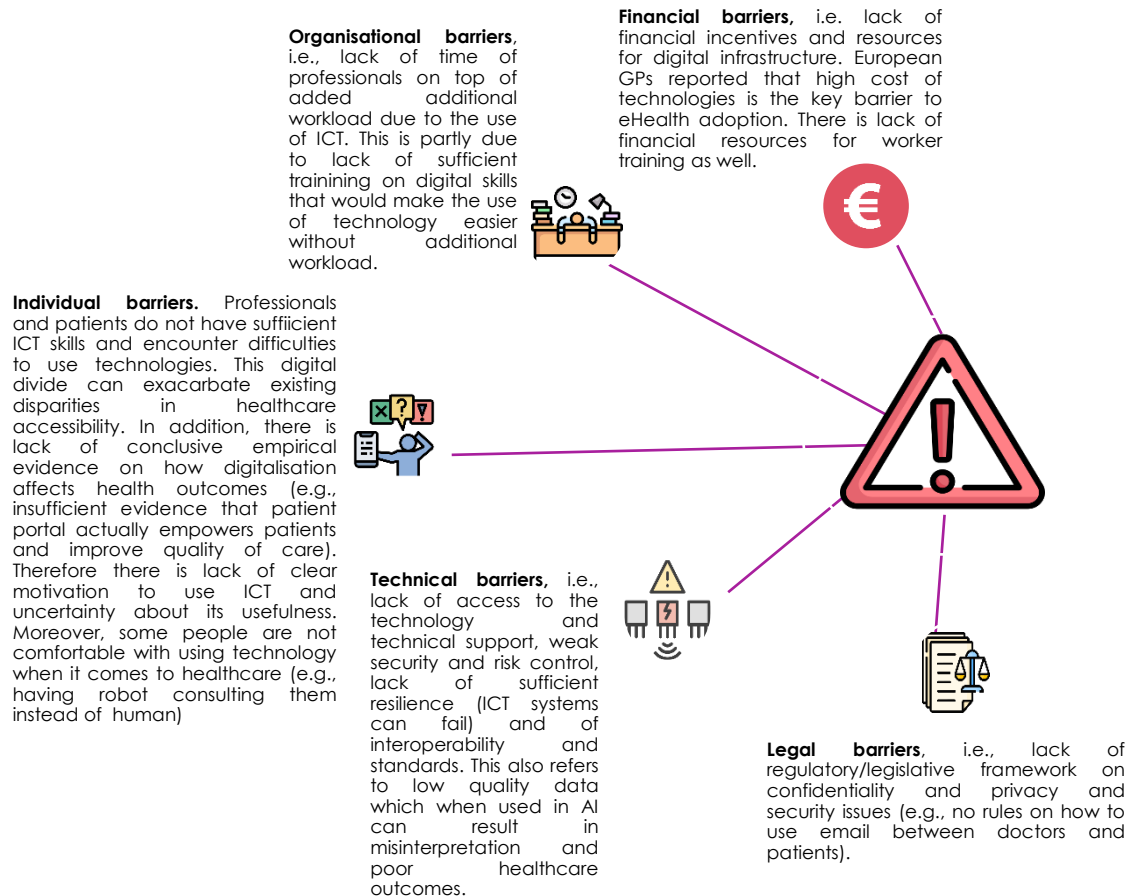 Organisational barriers,
i.e., lack of time of
professionals on top of
added additional
workload due to the use
of ICT. This is partly due
to lack of sufficient
trainining on digital skills
that would make the use
of technology easier
without additional
workload.
Financial barriers, i.e. lack of
financial incentives and resources
for digital infrastructure. European
GPs reported that high cost of
technologies is the key barrier to
eHealth adoption. There is lack of
financial resources for worker
training as well.
€
Individual barriers. Professionals
and patients do not have suffiicient
ICT skills and encounter difficulties
to use technologies. This digital
divide can exacarbate existing
disparities in healthcare
accessibility. In addition, there is
lack of conclusive empirical
evidence on how digitalisation
affects health outcomes (e.g.,
insufficient evidence that patient
portal actually empowers patients
and improve quality of care).
Therefore there is lack of clear
motivation to use ICT and
uncertainty about its usefulness.
Moreover, some people are not
comfortable with using technology
when it comes to healthcare (e.g.,
having robot consulting them
instead of human)
Technical barriers, i.e.,
lack of access to the
technology and
technical support, weak
security and risk control,
lack of sufficient
resilience (ICT systems
can fail) and of
interoperability and
standards. This also refers
to low quality data
which when used in AI
can result in
misinterpretation and
poor healthcare
outcomes.
Legal barriers, i.e., lack of
regulatory/legislative framework on
confidentiality and privacy and
security issues (e.g., no rules on how to
use email between doctors and
patients).